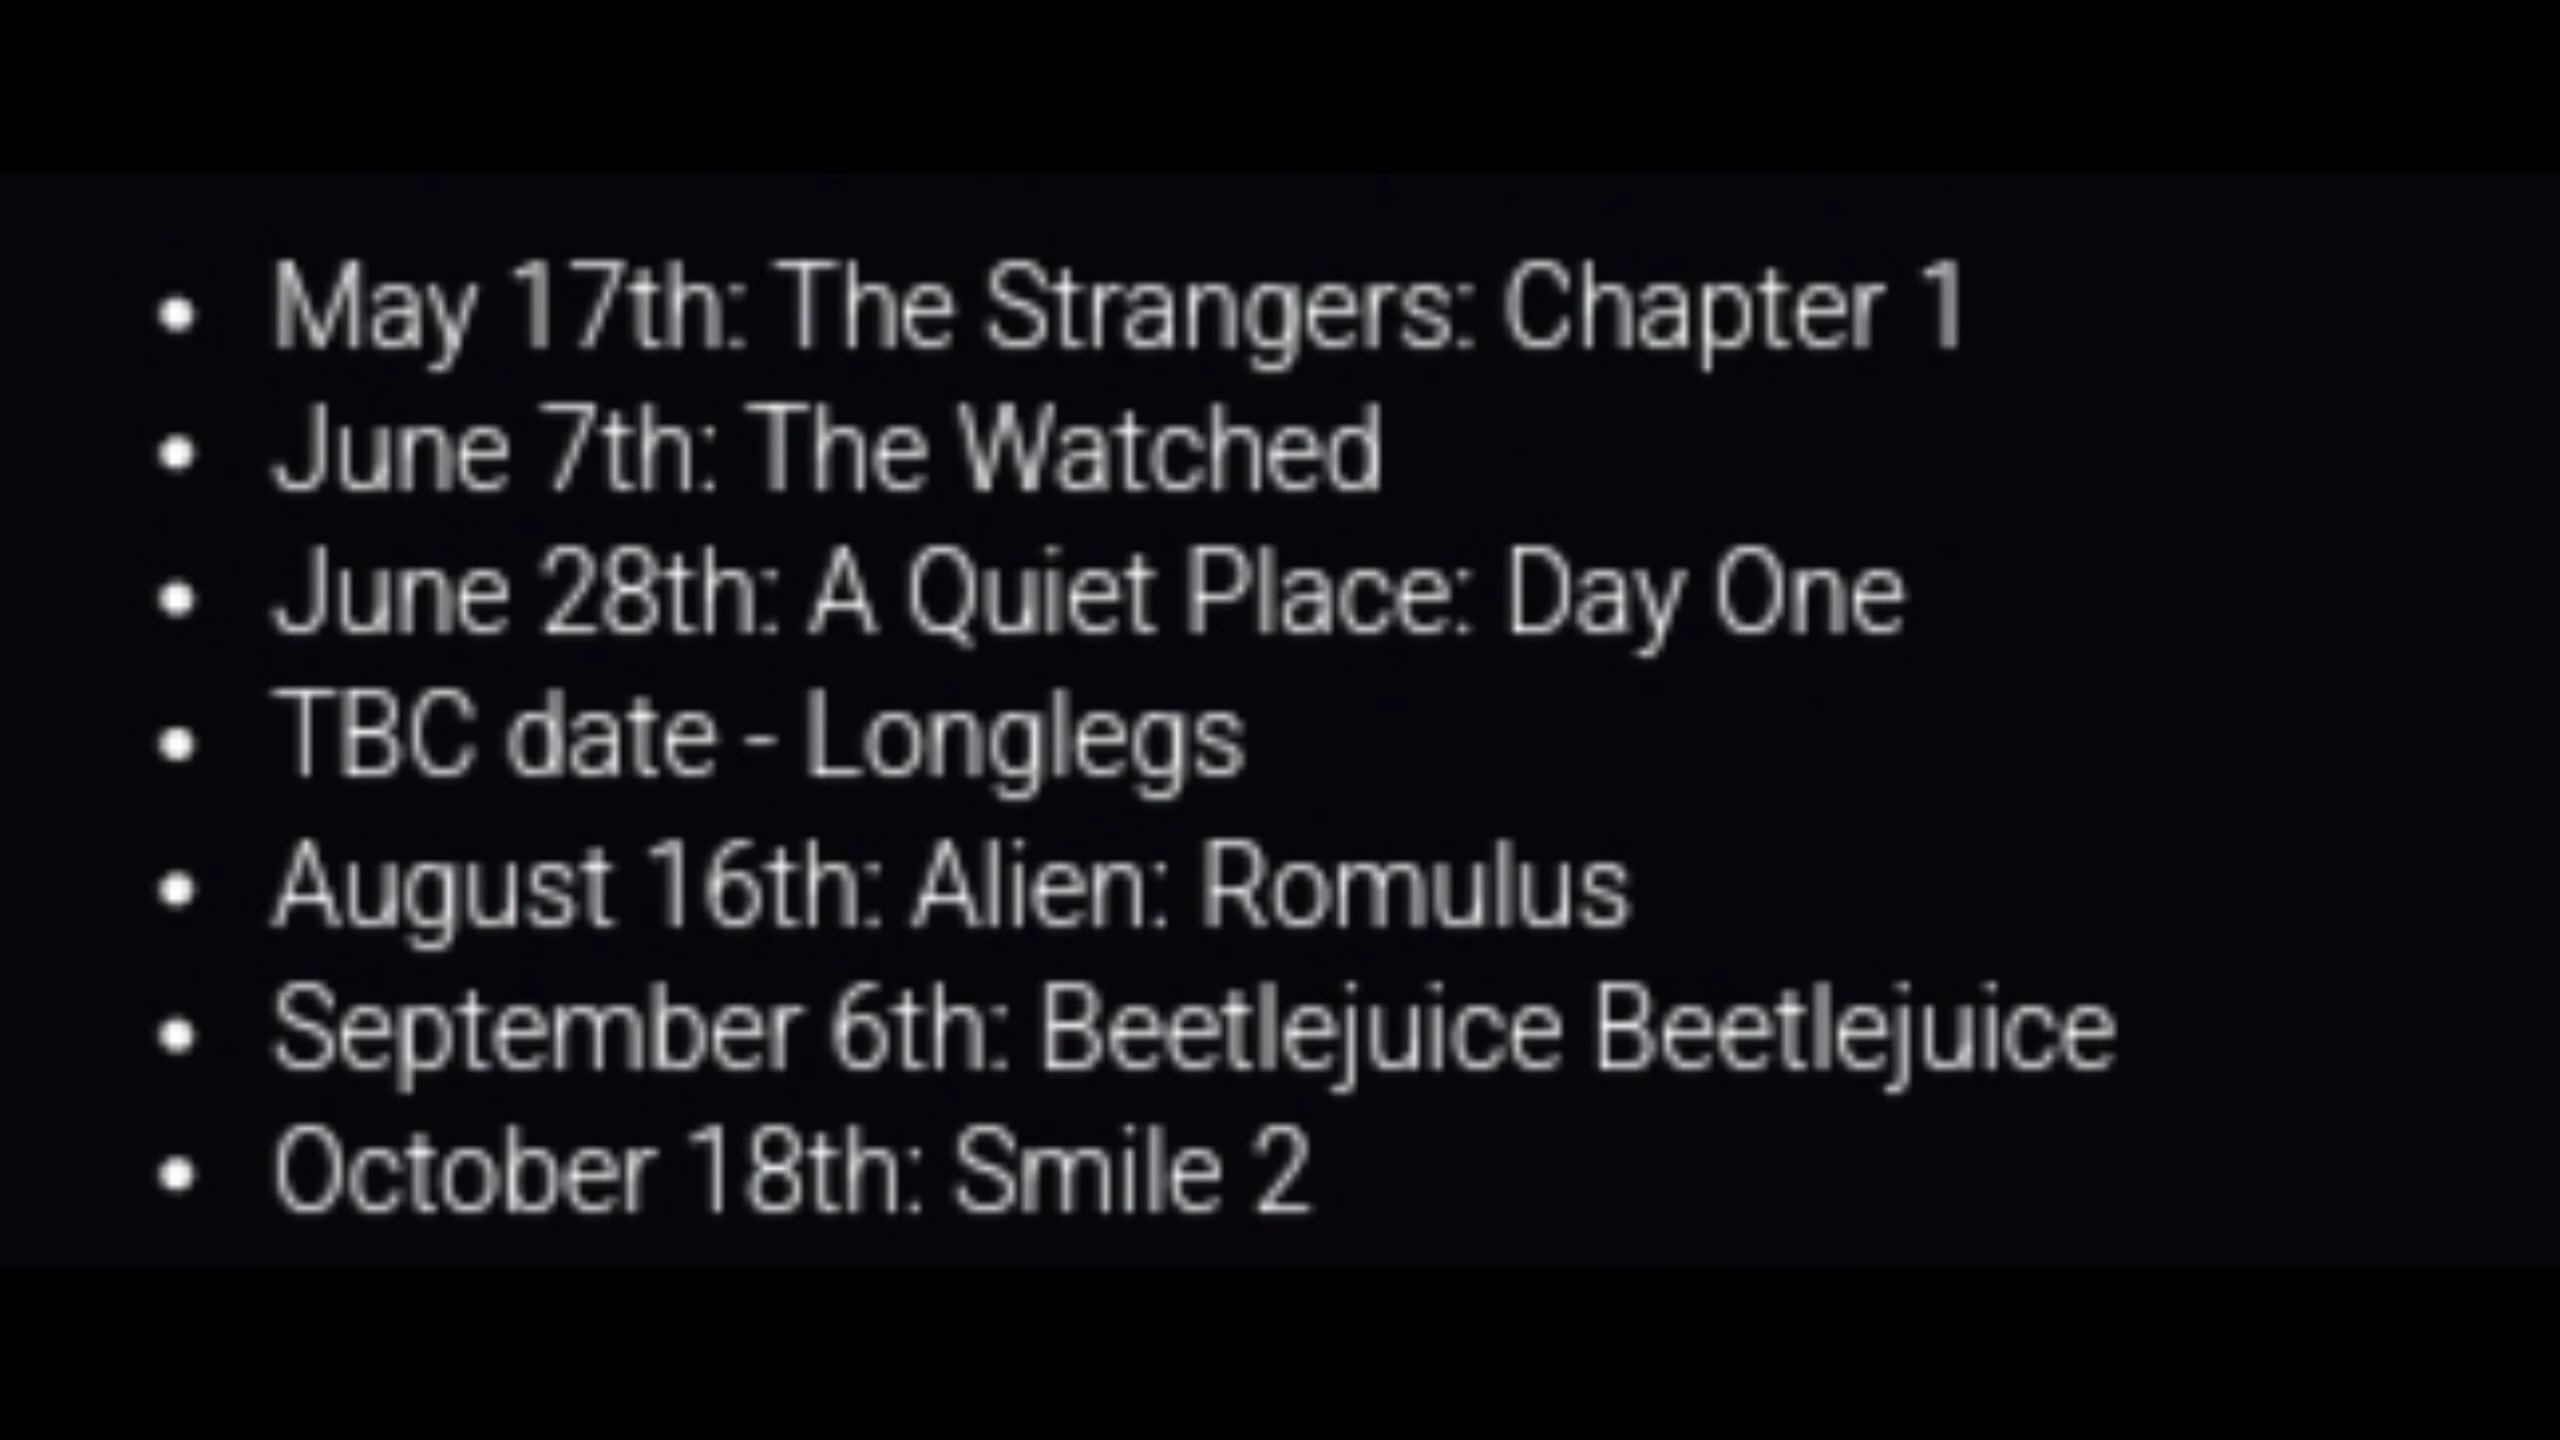 • May 17th: The Strangers: Chapter 1
• June 7th: The Watched
• June 28th: A Quiet Place: Day One
• TBC date - Longlegs
• August 16th: Alien: Romulus
• September 6th: Beetlejuice Beetlejuice
• October 18th: Smile 2